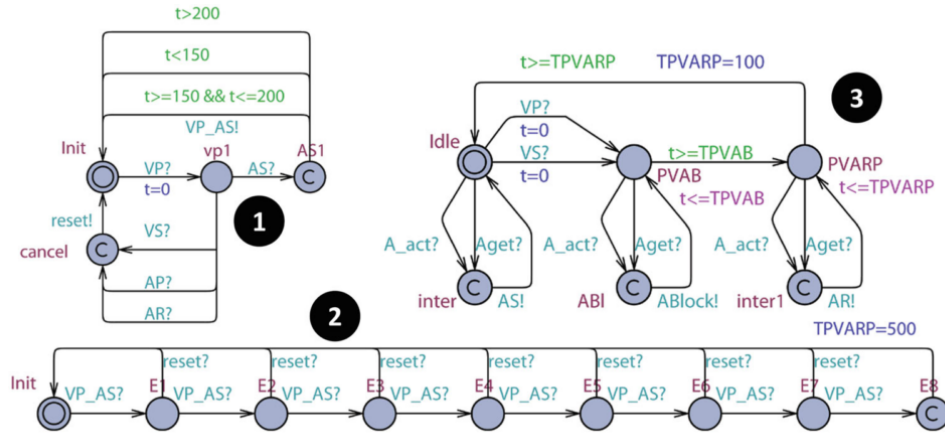 t>200
t<150
t>=150 && t<=200
VP_AS!
Init
vp1
AS1
VP?
AS?
t=0
C
reset!
1
VS?
cancel
C
AP?
AR?
t>=TPVARP
TPVARP=100
3
VP?
Idle
t=0
VS?
t>=TPVAB
PVARP
t=0
PVAB
t<=TPVAB
t<=TPVARP
A_act?
Aget?
A_act?
Aget?
A_act?
Aget?
C
C
C
inter
AS!
ABl
ABlock!
inter1
AR!
2
TPVARP=500
reset?
reset?
reset?
reset?
reset?
reset?
reset?
Init
E1
E2
E3
E4
E5
E6
E7
E8
VP_AS?
VP_AS?
VP_AS?
VP_AS?
VP_AS?
VP_AS?
VP_AS?
VP_AS?
C